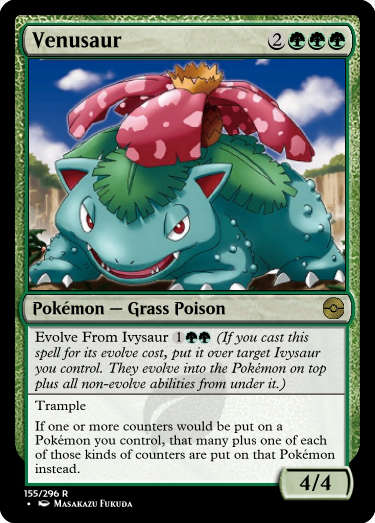 Venusaur 2
Pokémon — Grass Poison
Evolve From Ivysaur 1 (If you cast this
spell for its evolve cost, put it over target Ivysaur
you control. They evolve into the Pokémon on top
plus all non-evolve abilities from under it.)
Trample
If one or more counters would be put on a
Pokémon you control, that many plus one of each
of those kinds of counters are put on that Pokémon
instead.
4/4
155/296 R
• Masakazu Fukuda